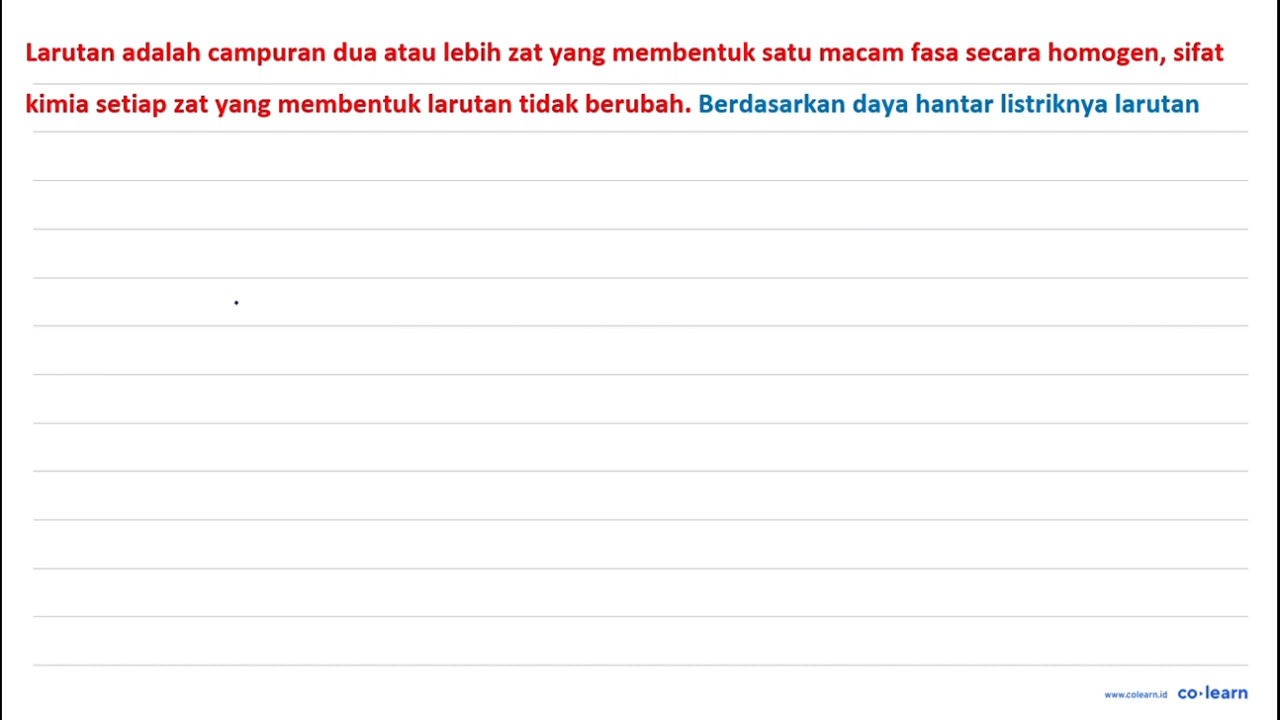 Larutan adalah campuran dua atau lebih zat yang membentuk satu macam fasa secara homogen, sifat
kimia setiap zat yang membentuk larutan tidak berubah. Berdasarkan daya hantar listriknya larutan
www.colearn.id co·learn